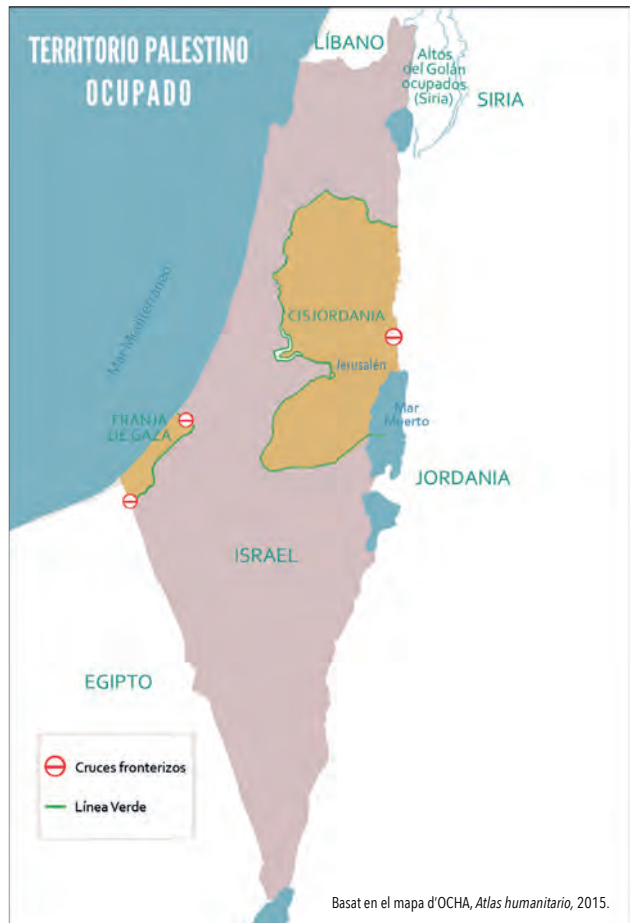 TERRITORIO PALESTINO
OCUPADO
LÍBANO
Altos
del Golán
ocupados
(Siria)
SIRIA
Mar Mediterráneo
CISJORDANIA
Jerusalén
FRANJA
DE GAZA
Mar
Muerto
JORDANIA
ISRAEL
EGIPTO
Cruces fronterizos
Línea Verde
Basat en el mapa d'OCHA, Atlas humanitario, 2015.